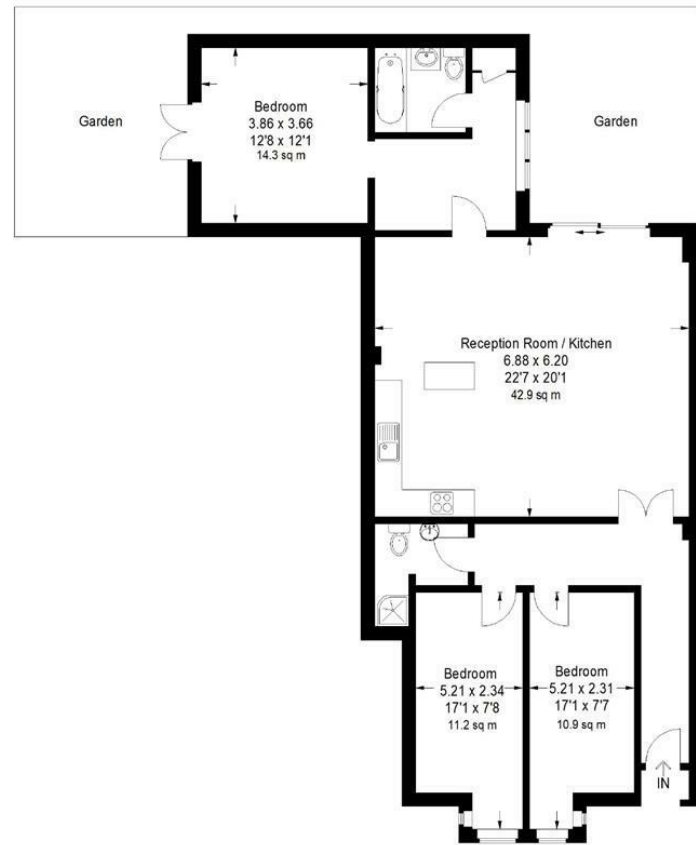 Garden
Bedroom
3.86 x 3.66
12'8 x 12'1
14.3 sq m
Garden
Reception Room / Kitchen
6.88 x 6.20
22'7 x 20'1
42.9 sq m
Bedroom
5.21 x 2.34
17'1 x 7'8
11.2 sq m
Bedroom
5.21 x 2.31
17'1 x 7'7
10.9 sq m
IN